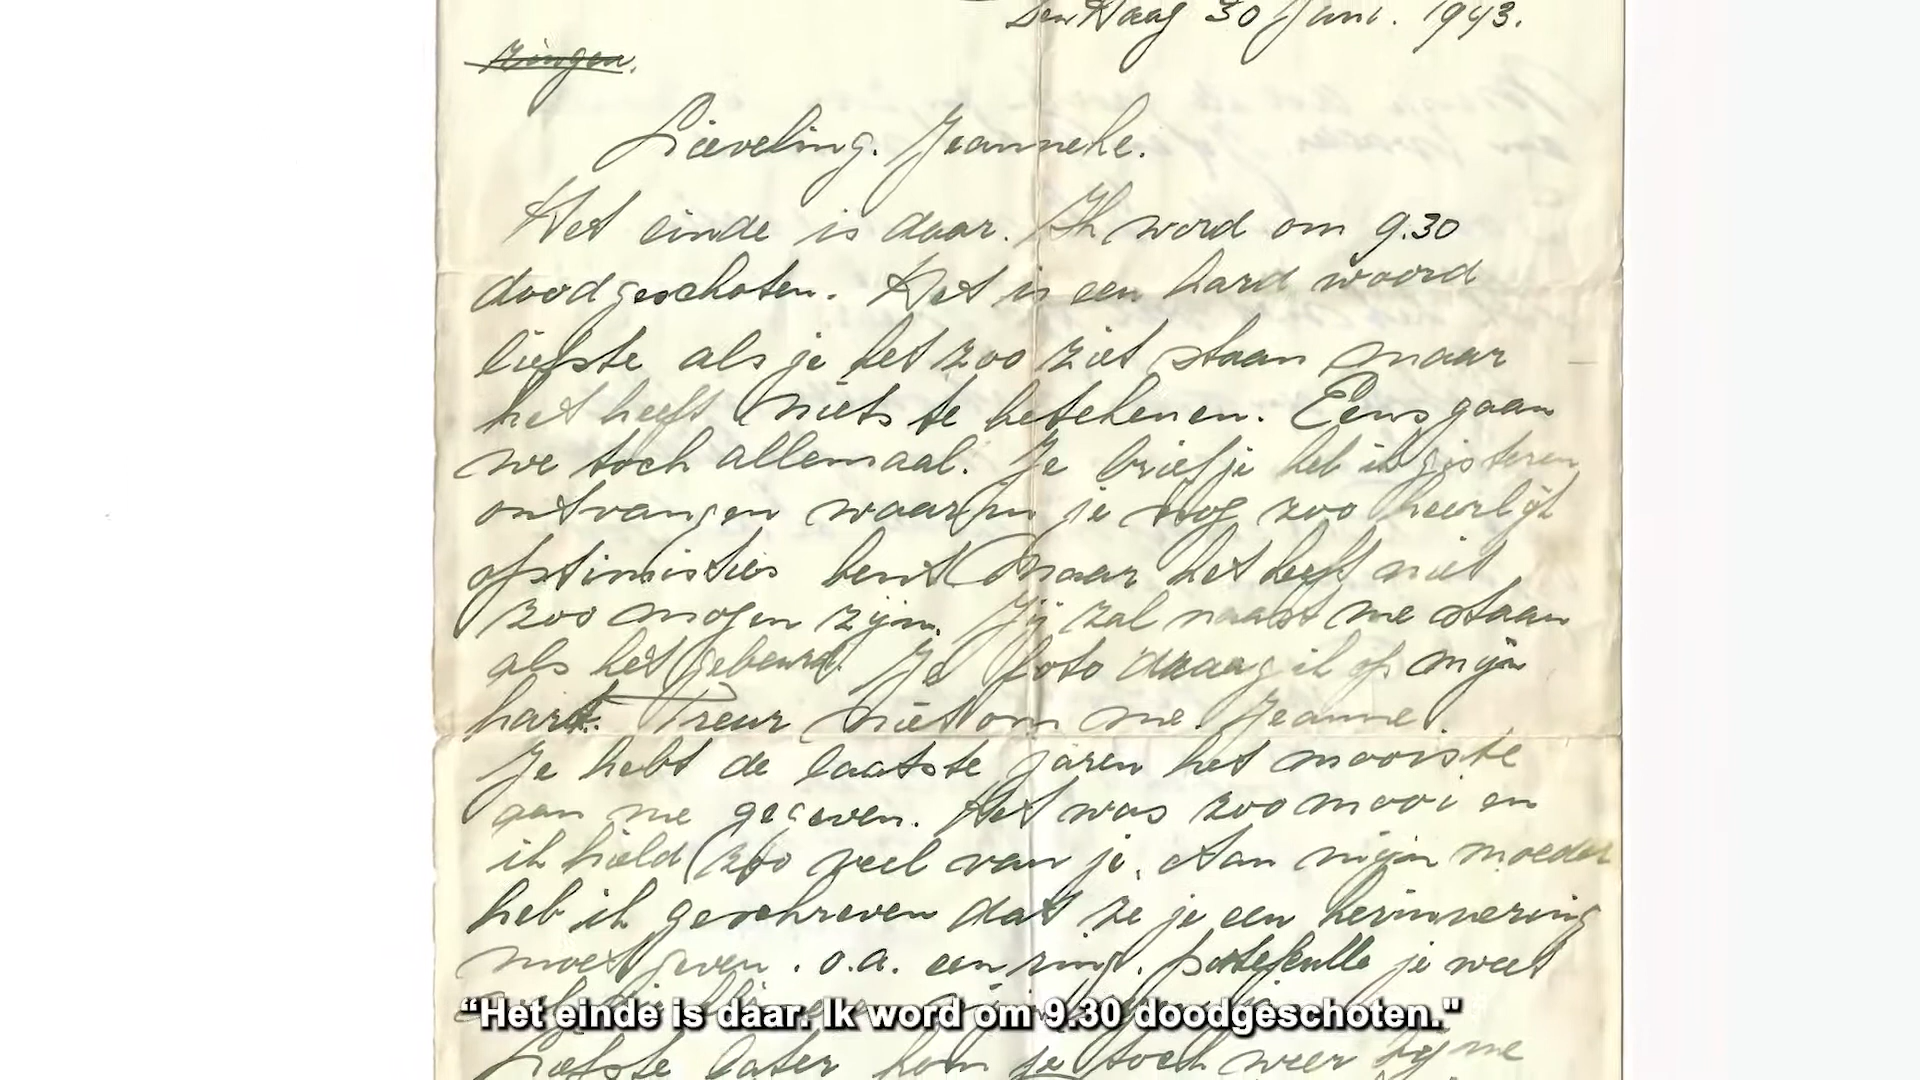 Den Haag 30 Juni. 1943.
Lieveling. Jeanneke.
Het einde is daar. Ik word om 9.30
doodgeschoten. Het is een hard woord
liefste als je het zoo ziet staan maar
het heeft niets te betekenen. Eens gaan
we toch allemaal. Je briefje heb ik gisteren
ontvangen waarin je nog zoo heerlijk
optimisties bent Maar het heeft niet
zoo mogen zijn. Jij zal naast me staan
als het gebeurd. Je foto draag ik op mijn
hart. Treur niet om me. Jeanne.
Je hebt de laatste jaren het mooiste
aan me gegeven. Het was zoo mooi en
ik hield zoo veel van je. Aan mijn moeder
heb ik geschreven dat ze je een herinnering
moet geven. o.a. een ring. je weet
“Het einde is daar. Ik word om 9.30 doodgeschoten."
Liefste later kom je toch weer bij me